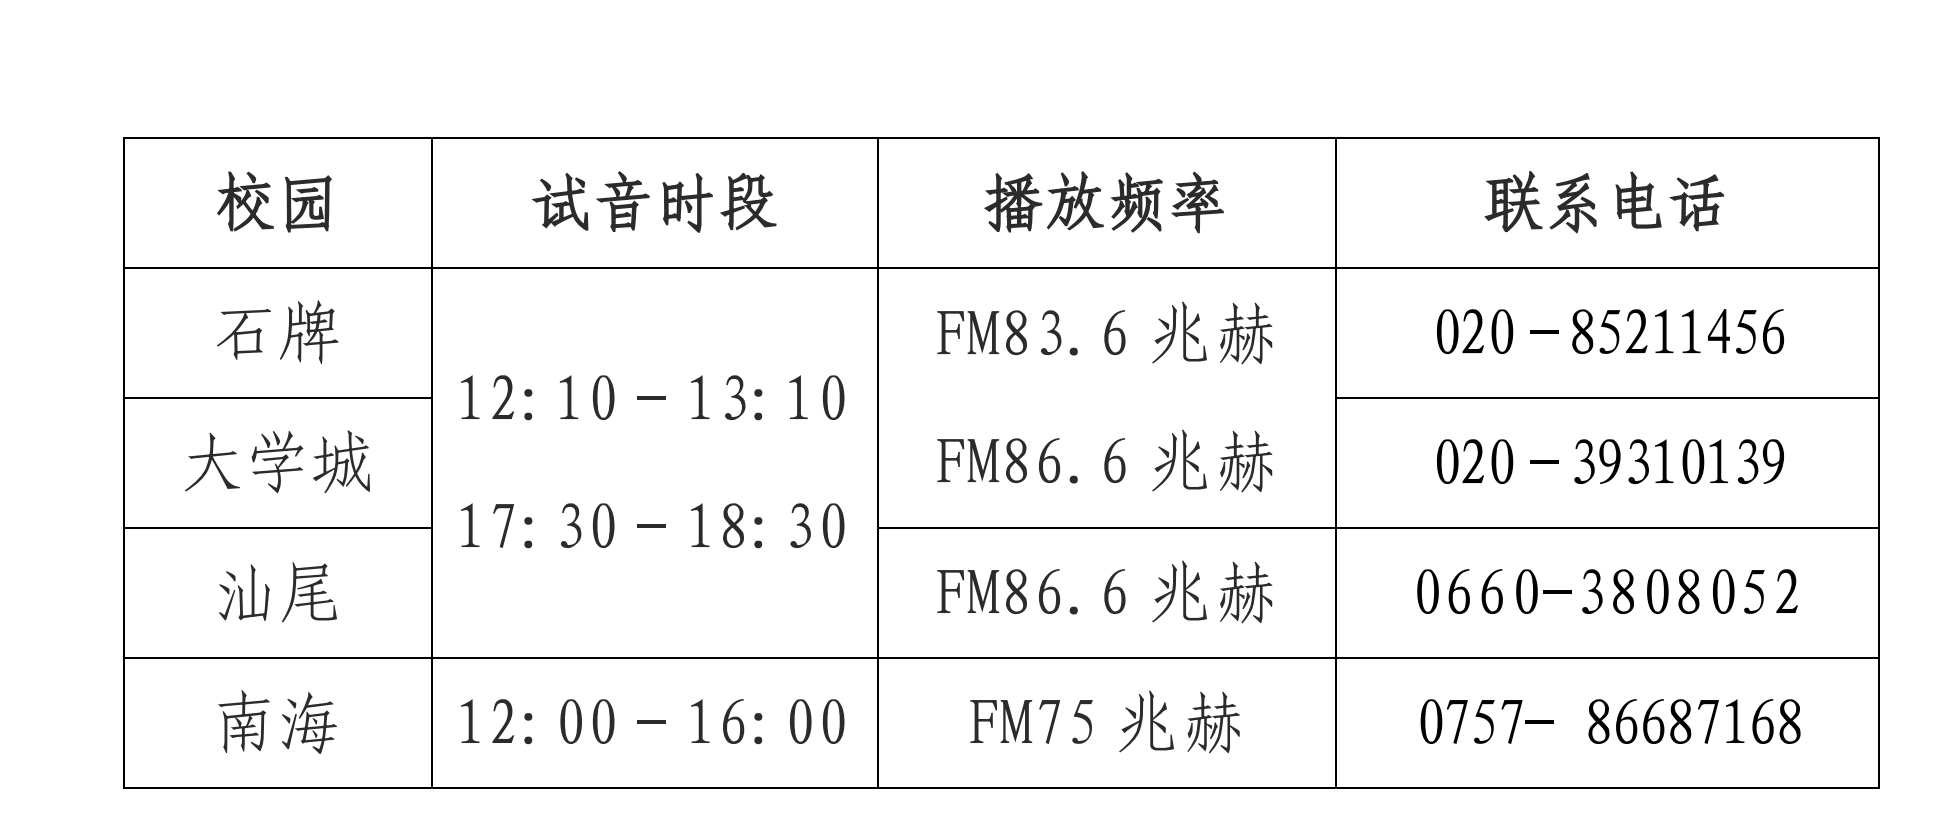 校园 试音时段 播放频率 联系电话
石牌 FM83.6 兆赫 020-85211456
12:10-13:10
大学城 FM86.6 兆赫 020-39310139
17:30-18:30
汕尾 FM86.6 兆赫 0660-3808052
南海 12:00-16:00 FM75 兆赫 0757- 86687168